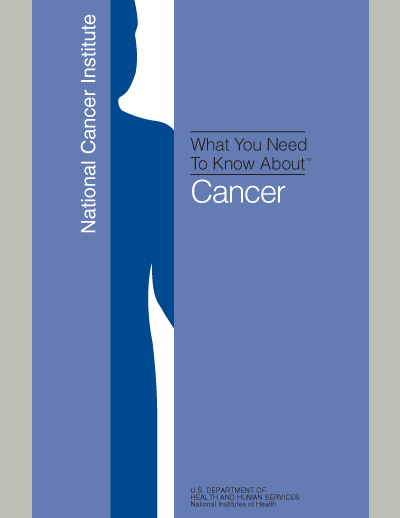 National Cancer Institute
What You Need
To Know About™
Cancer
U.S. DEPARTMENT OF
HEALTH AND HUMAN SERVICES
National Institutes of Health